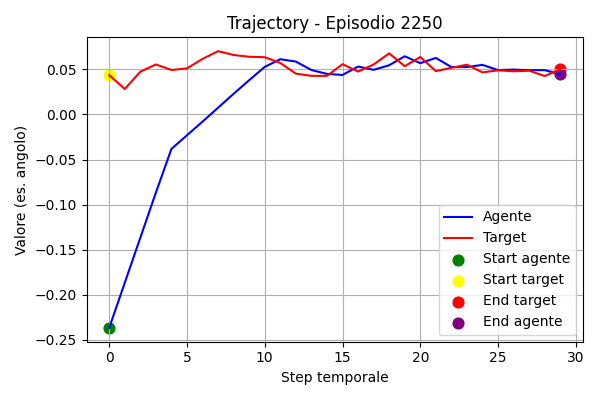 Trajectory - Episodio 2250
Valore (es. angolo)
0.05
0.00
−0.05
−0.10
−0.15
−0.20
−0.25
0
5
10
15
20
25
30
Step temporale
Agente
Target
Start agente
Start target
End target
End agente